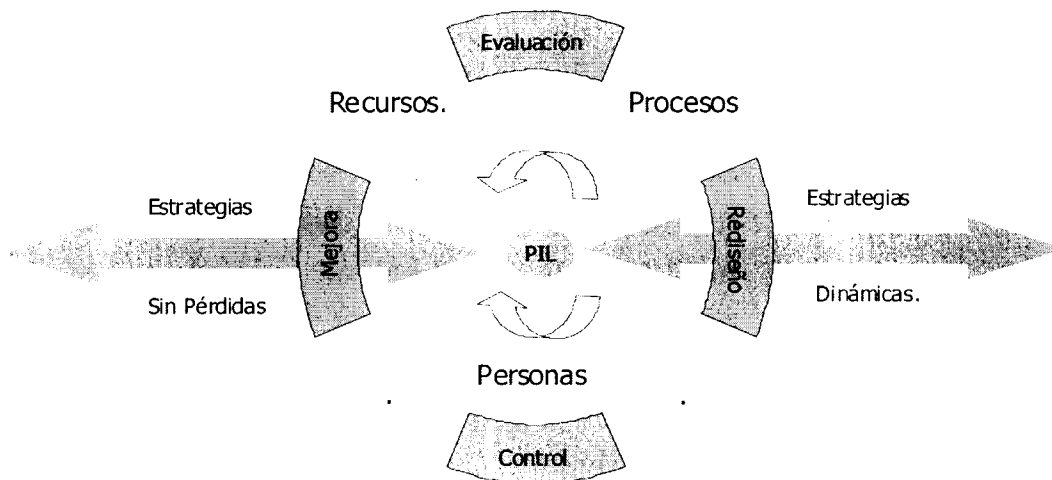 Evaluación
Recursos. Procesos
Estrategias
Mejora
Sin Pérdidas
PIL
Rediseño
Estrategias
Dinámicas.
Personas
Control